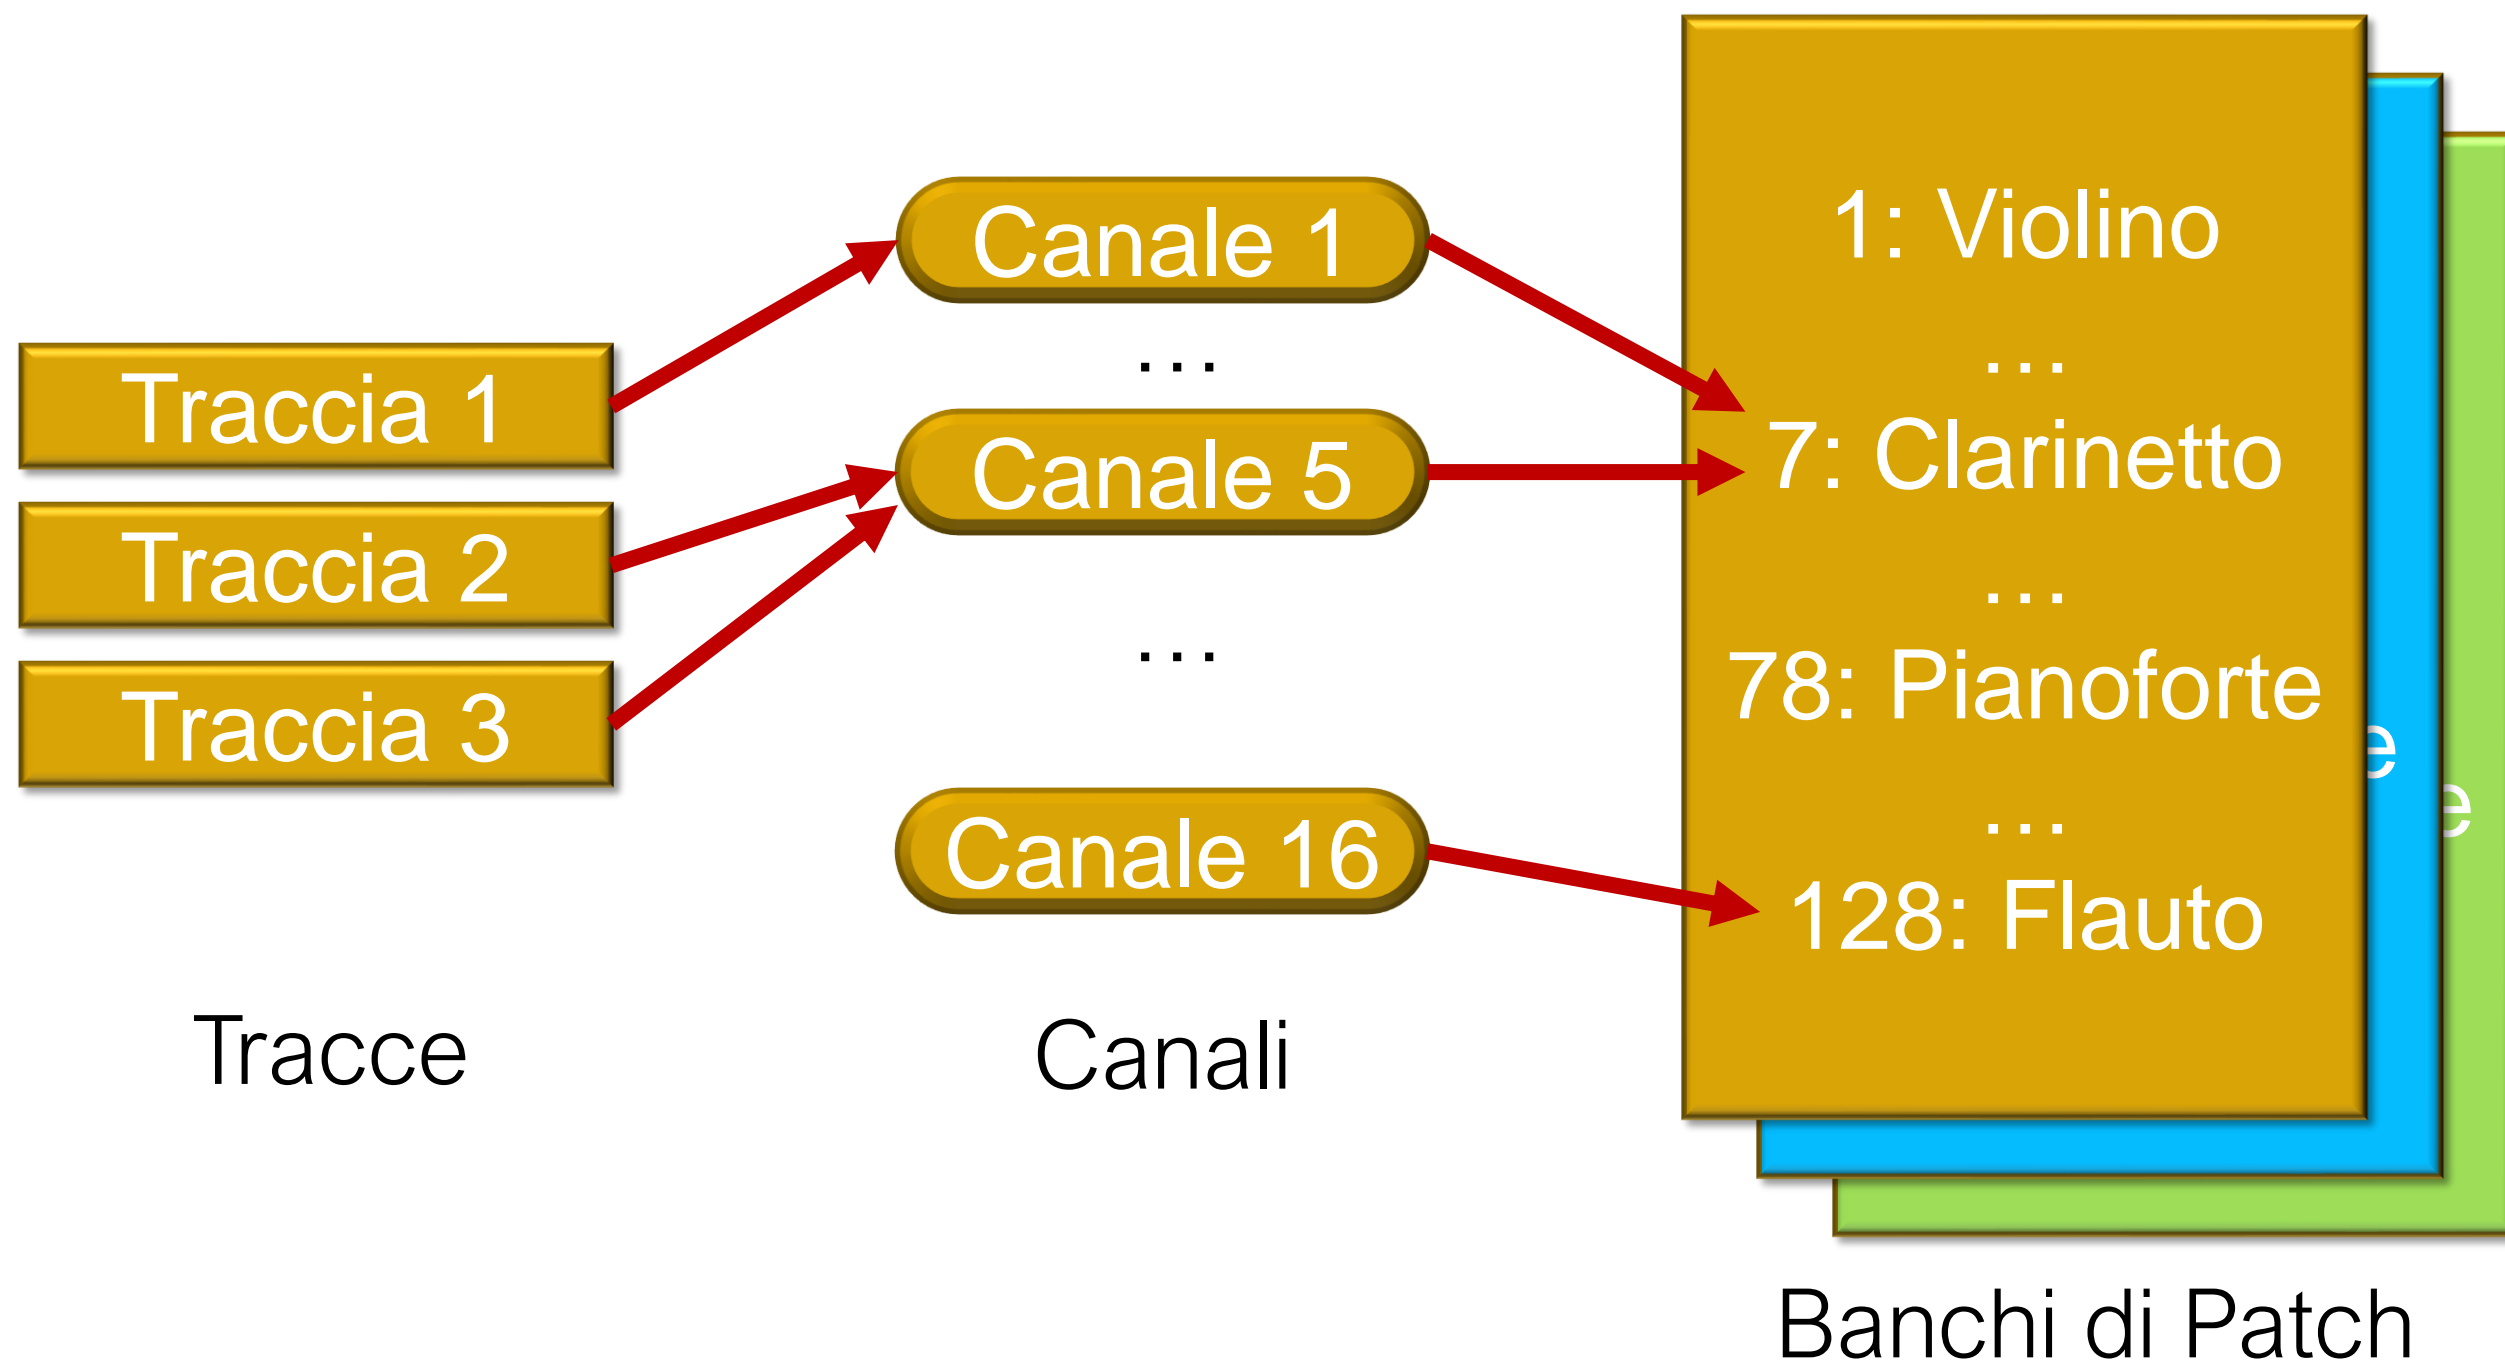 Traccia 1
Traccia 2
Traccia 3
Tracce
Canale 1
...
Canale 5
...
Canale 16
Canali
1: Violino
...
7: Clarinetto
...
78: Pianoforte
...
128: Flauto
e
e
Banchi di Patch